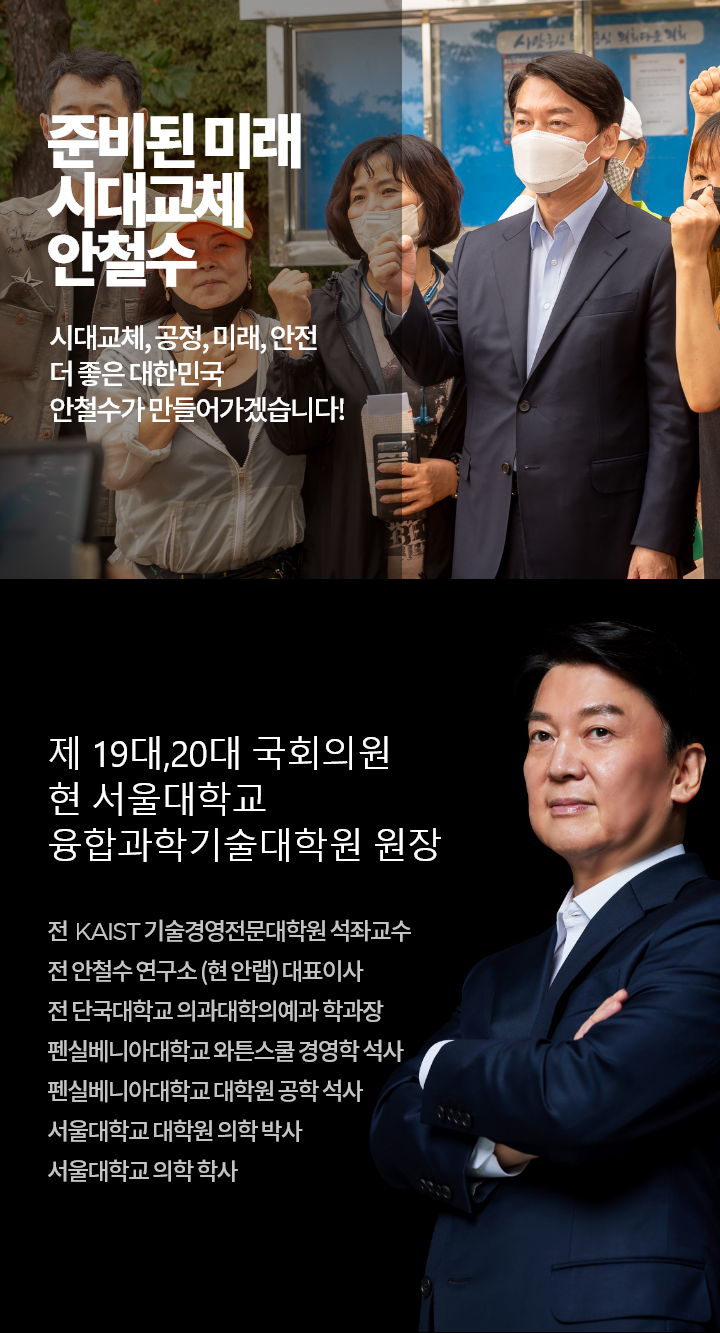 준비된 미래
시대교체
안철수
시대교체, 공정, 미래, 안전
더 좋은 대한민국
안철수가 만들어가겠습니다!
제 19대,20대 국회의원
현 서울대학교
융합과학기술대학원 원장
전 KAIST 기술경영전문대학원 석좌교수
전 안철수 연구소 (현 안랩) 대표이사
전 단국대학교 의과대학의예과 학과장
펜실베니아대학교 와튼스쿨 경영학 석사
펜실베니아대학교 대학원 공학 석사
서울대학교 대학원 의학 박사
서울대학교 의학 학사